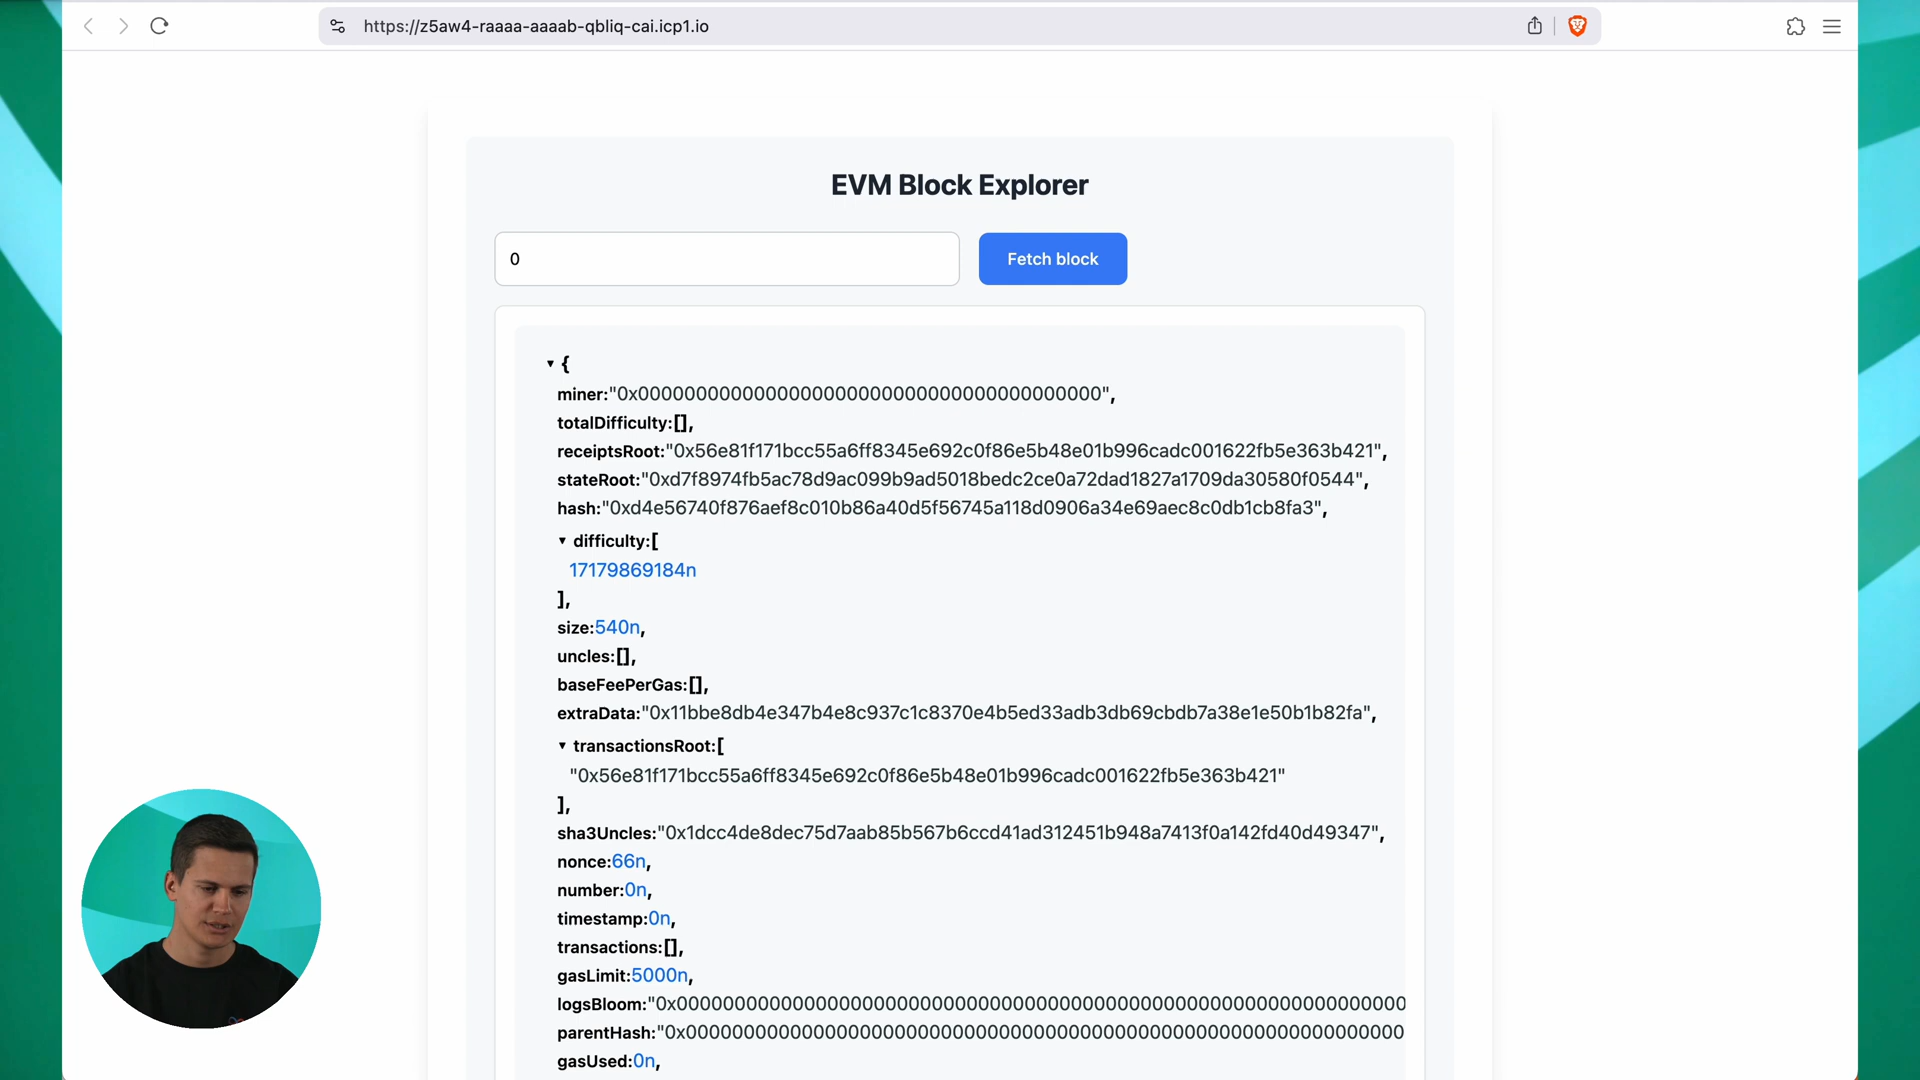 https://z5aw4-raaaa-aaaab-qbliq-cai.icp1.io
EVM Block Explorer
0
Fetch block
▼ {
miner:"0x0000000000000000000000000000000000000000",
totalDifficulty:[],
receiptsRoot:"0x56e81f171bcc55a6ff8345e692c0f86e5b48e01b996cadc001622fb5e363b421",
stateRoot:"0xd7f8974fb5ac78d9ac099b9ad5018bedc2ce0a72dad1827a1709da30580f0544",
hash:"0xd4e56740f876aef8c010b86a40d5f56745a118d0906a34e69aec8c0db1cb8fa3",
▼ difficulty:[
17179869184n
],
size:540n,
uncles:[],
baseFeePerGas:[],
extraData:"0x11bbe8db4e347b4e8c937c1c8370e4b5ed33adb3db69cbdb7a38e1e50b1b82fa",
▼ transactionsRoot:[
"0x56e81f171bcc55a6ff8345e692c0f86e5b48e01b996cadc001622fb5e363b421"
],
sha3Uncles:"0x1dcc4de8dec75d7aab85b567b6ccd41ad312451b948a7413f0a142fd40d49347",
nonce:66n,
number:0n,
timestamp:0n,
transactions:[],
gasLimit:5000n,
logsBloom:"0x00000000000000000000000000000000000000000000000000000000000000
parentHash:"0x0000000000000000000000000000000000000000000000000000000000000
gasUsed:0n,